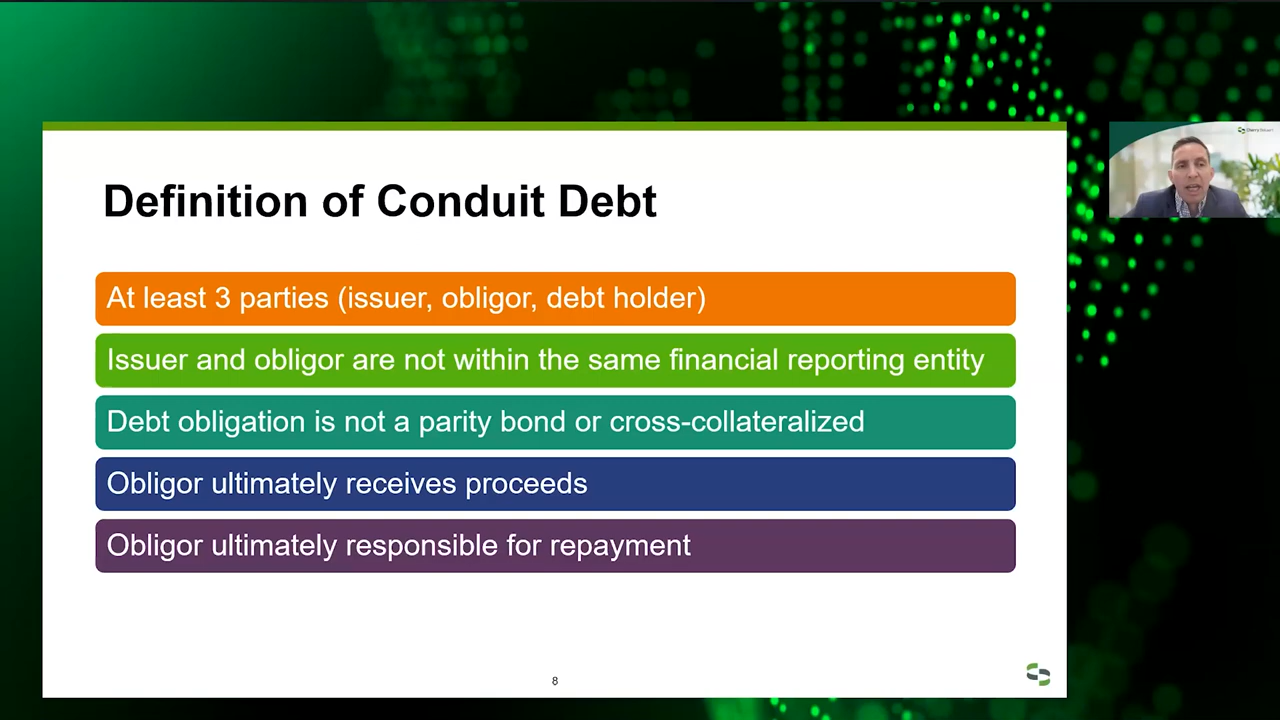 Definition of Conduit Debt
At least 3 parties (issuer, obligor, debt holder)
Issuer and obligor are not within the same financial reporting entity
Debt obligation is not a parity bond or cross-collateralized
Obligor ultimately receives proceeds
Obligor ultimately responsible for repayment
8